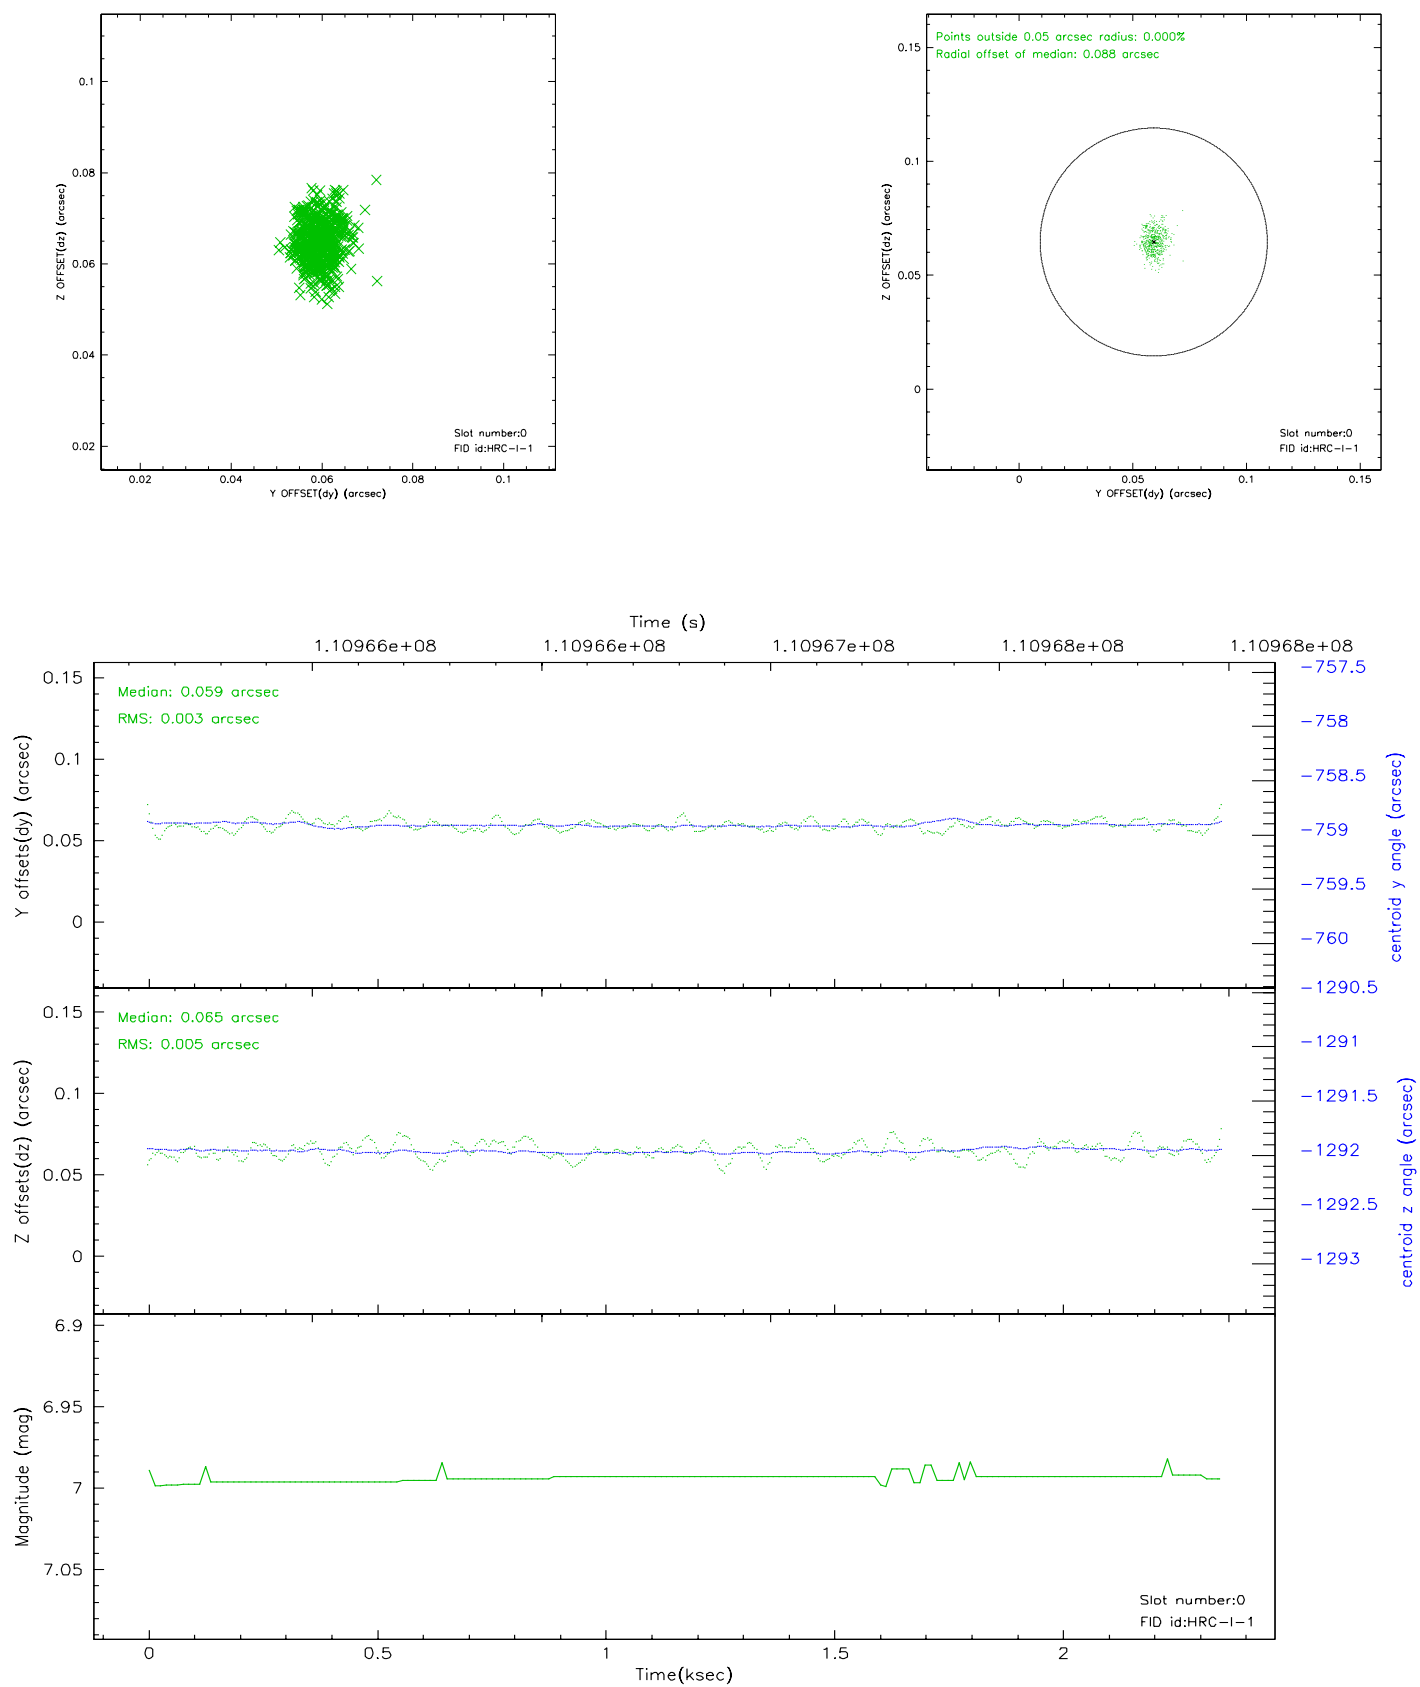 0.1
0.08
0.06
0.04
0.02
Z OFFSET(dz) (arcsec)
Slot number:0
FID id:HRC-I-1
0.02 0.04 0.06 0.08 0.1
Y OFFSET(dy) (arcsec)
Points outside 0.05 arcsec radius: 0.000%
Radial offset of median: 0.088 arcsec
0.15
0.1
0.05
0
Z OFFSET(dz) (arcsec)
Slot number:0
FID id:HRC-I-1
0 0.05 0.1 0.15
Y OFFSET(dy) (arcsec)
Time (s)
1.10966e+08 1.10966e+08 1.10967e+08 1.10968e+08 1.10968e+08
Median: 0.059 arcsec
RMS: 0.003 arcsec
0.15
0.1
0.05
0
Y offsets(dy) (arcsec)
-757.5
-758
-758.5
-759
-759.5
-760
centroid y angle (arcsec)
Median: 0.065 arcsec
RMS: 0.005 arcsec
0.15
0.1
0.05
0
Z offsets(dz) (arcsec)
-1290.5
-1291
-1291.5
-1292
-1292.5
-1293
centroid z angle (arcsec)
6.9
6.95
7
7.05
Magnitude (mag)
Slot number:0
FID id:HRC-I-1
0 0.5 1 1.5 2
Time(ksec)